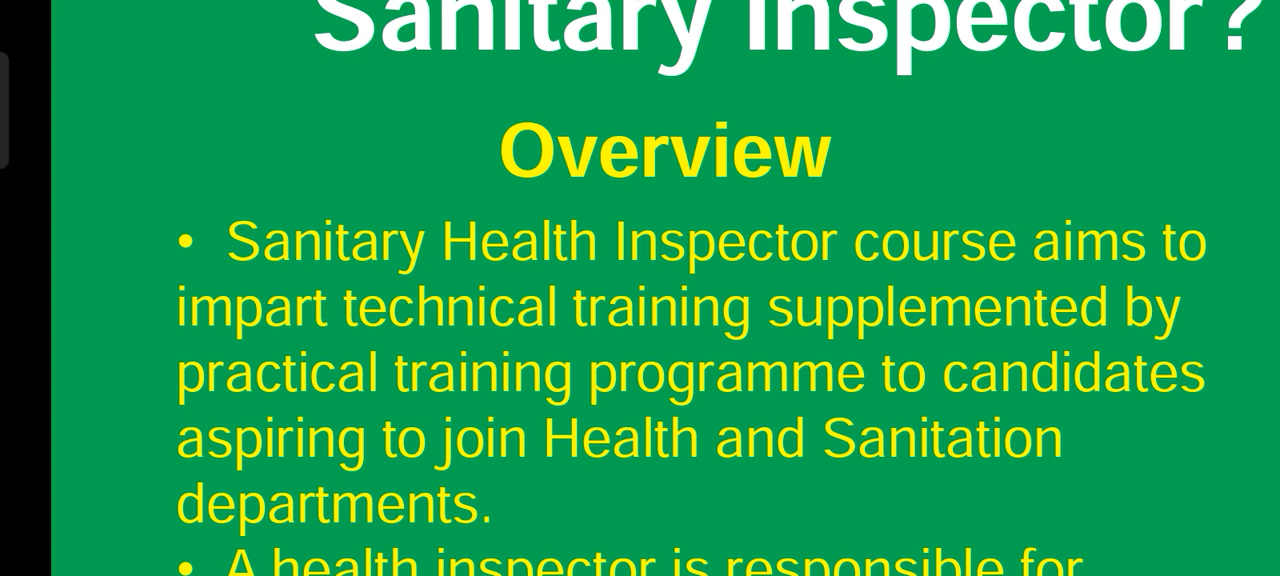 Sanitary Inspector?
Overview
• Sanitary Health Inspector course aims to
impart technical training supplemented by
practical training programme to candidates
aspiring to join Health and Sanitation
departments.
• A health inspector is responsible for